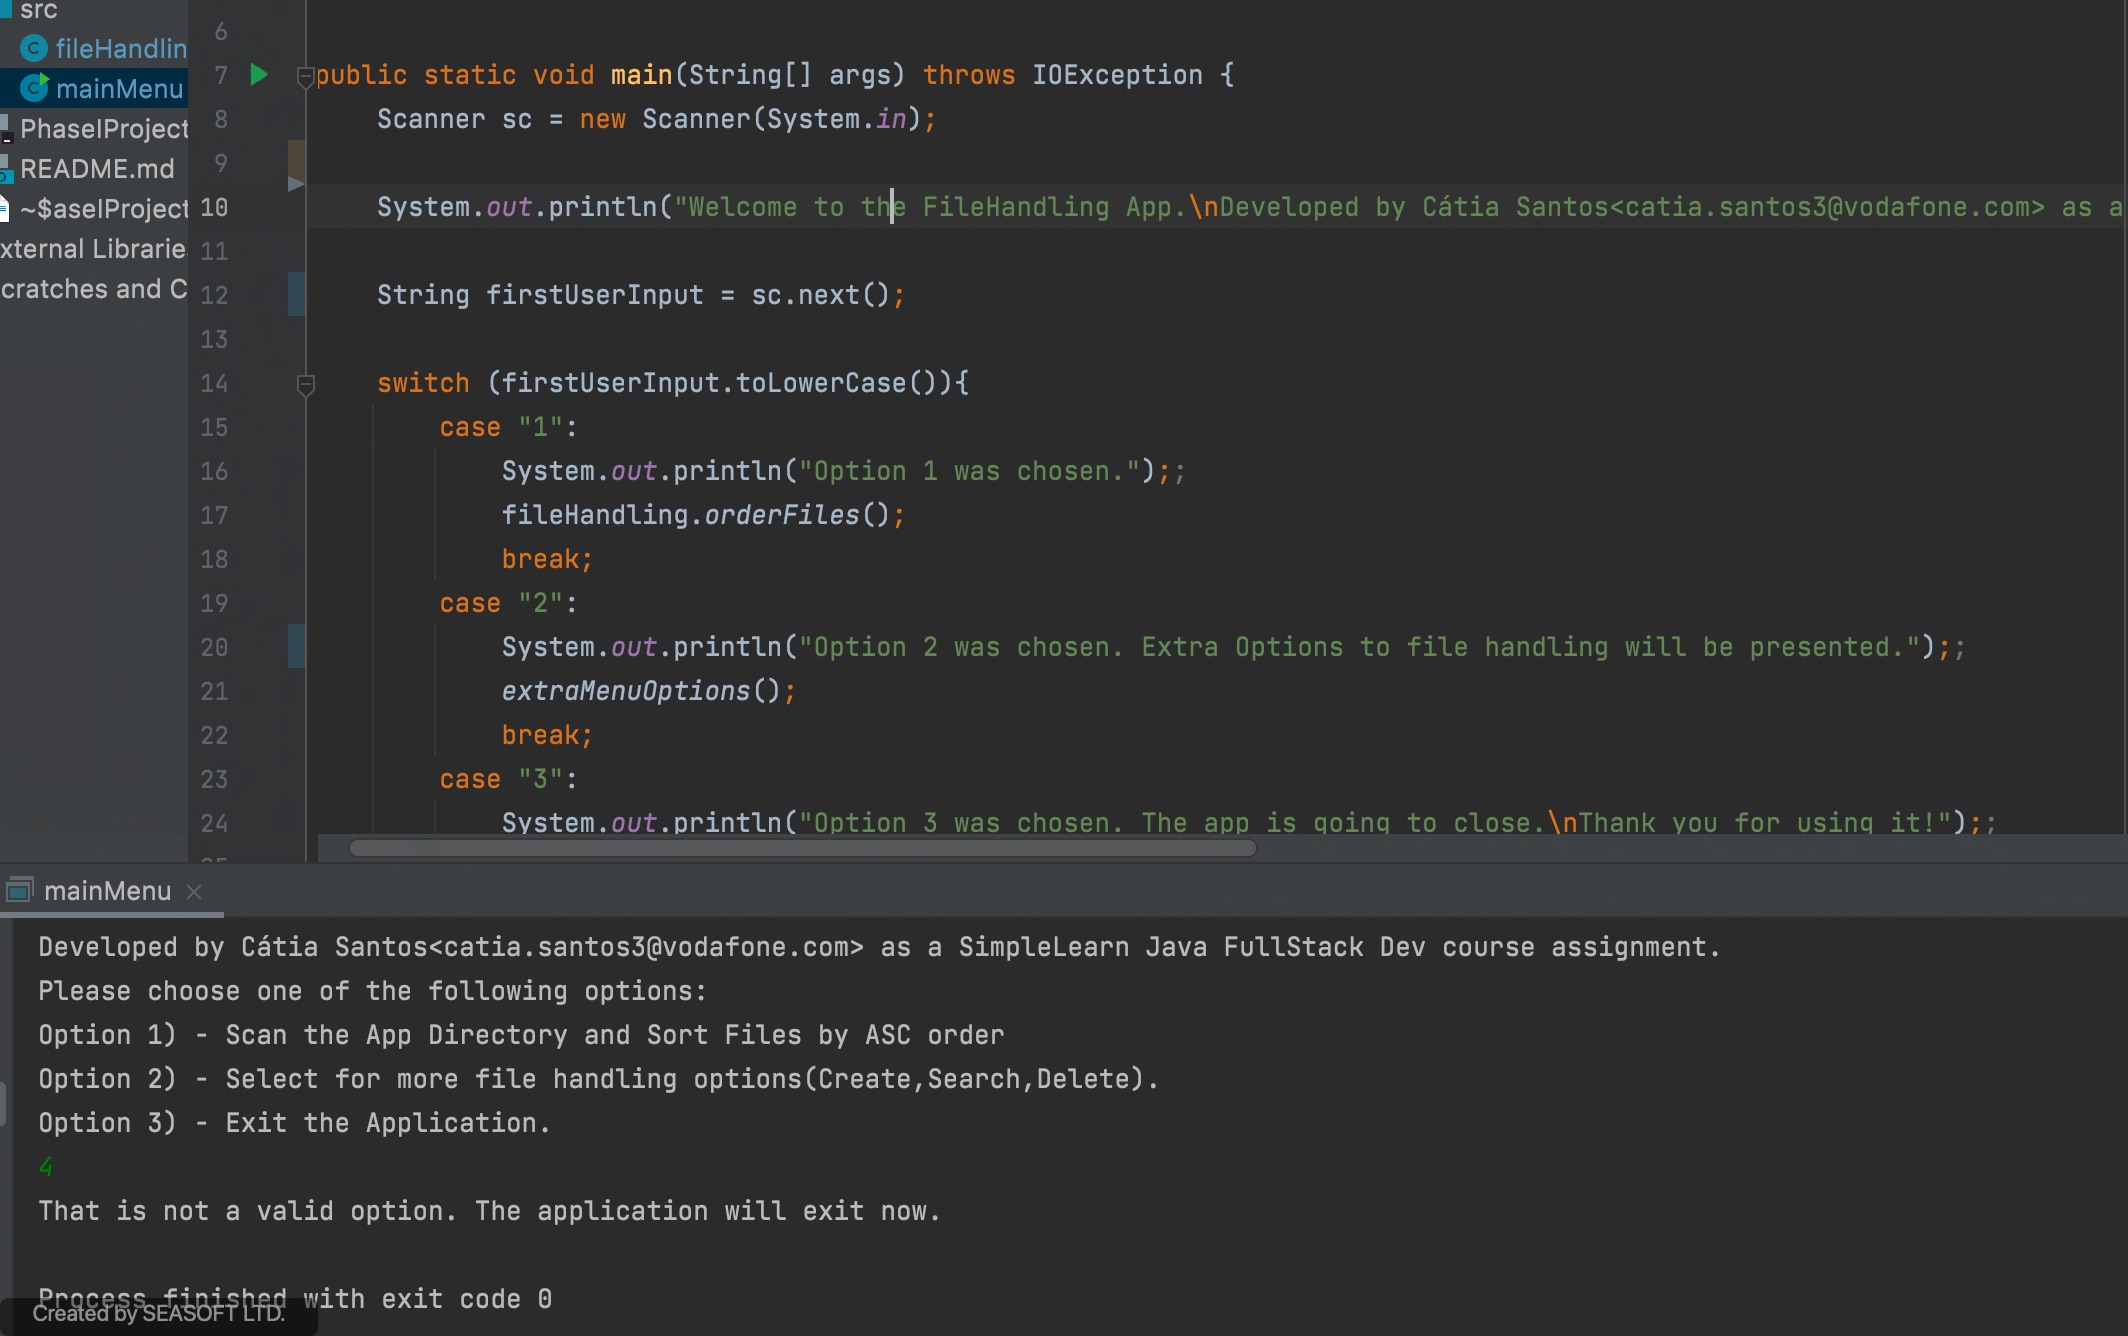 src
fileHandlin
mainMenu
PhaseIProject
README.md
~$aseIProject
xternal Libraries
cratches and C
6
7 public static void main(String[] args) throws IOException {
8 Scanner sc = new Scanner(System.in);
9
10 System.out.println("Welcome to the FileHandling App.\nDeveloped by Cátia Santos<catia.santos3@vodafone.com> as a
11
12 String firstUserInput = sc.next();
13
14 switch (firstUserInput.toLowerCase()){
15 case "1":
16 System.out.println("Option 1 was chosen.");;
17 fileHandling.orderFiles();
18 break;
19 case "2":
20 System.out.println("Option 2 was chosen. Extra Options to file handling will be presented.");;
21 extraMenuOptions();
22 break;
23 case "3":
24 System.out.println("Option 3 was chosen. The app is going to close.\nThank you for using it!");;
mainMenu
Developed by Cátia Santos<catia.santos3@vodafone.com> as a SimpleLearn Java FullStack Dev course assignment.
Please choose one of the following options:
Option 1) - Scan the App Directory and Sort Files by ASC order
Option 2) - Select for more file handling options(Create,Search,Delete).
Option 3) - Exit the Application.
4
That is not a valid option. The application will exit now.
Process finished with exit code 0
Created by SEASOFT LTD.